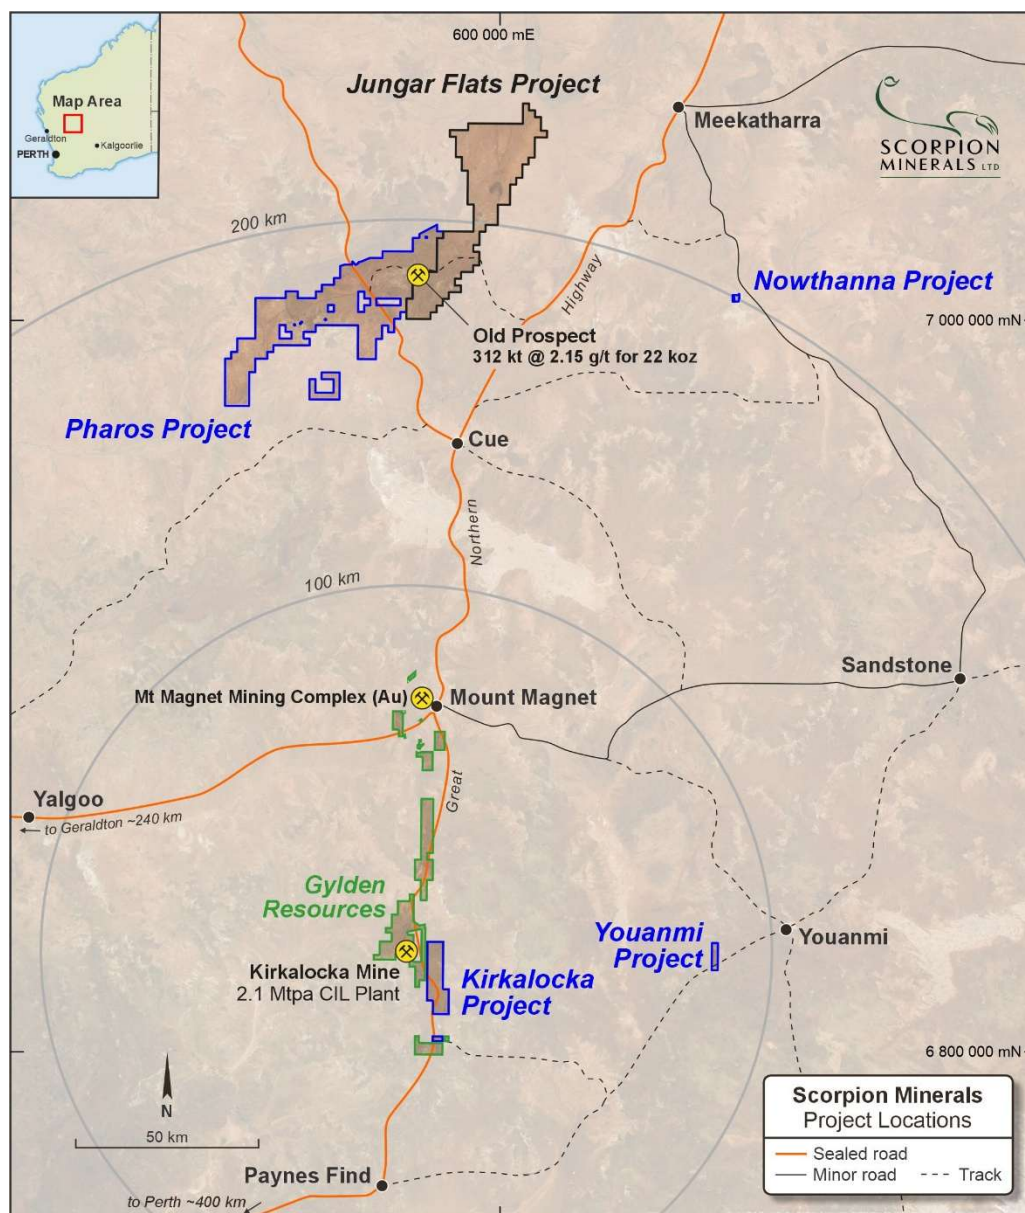 600 000 mE
Jungar Flats Project
Map Area
Geraldton
Kalgoorlie
PERTH
Meekatharra
SCORPION
MINERALS LTD
200 km
Highway
Nowthanna Project
7 000 000 mN
Old Prospect
312 kt @ 2.15 g/t for 22 koz
Pharos Project
Cue
Northern
100 km
Sandstone
Mt Magnet Mining Complex (Au)
Mount Magnet
Great
Yalgoo
to Geraldton ~240 km
Gylden
Resources
Youanmi
Youanmi
Project
Kirkalocka Mine
2.1 Mtpa CIL Plant
Kirkalocka
Project
6 800 000 mN
N
50 km
Scorpion Minerals
Project Locations
Sealed road
Minor road
Track
Paynes Find
to Perth ~400 km